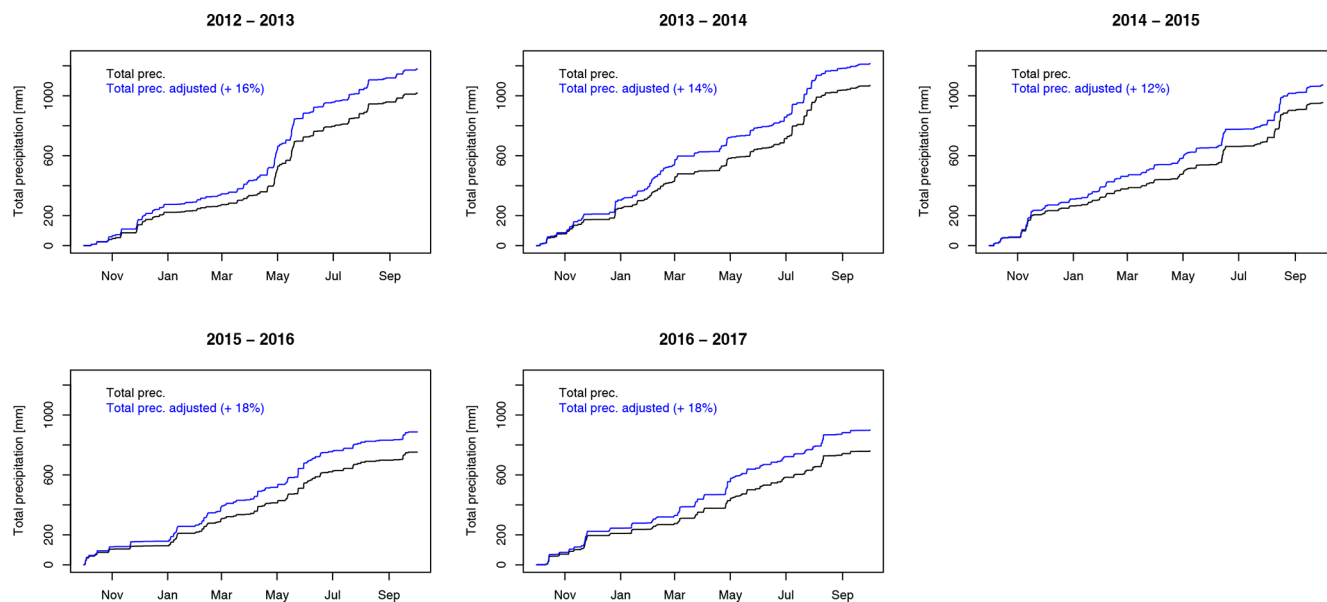 2012 – 2013
Total precipitation [mm]
0 200 600 1000
Total prec.
Total prec. adjusted (+ 16%)
Nov Jan Mar May Jul Sep
2013 – 2014
Total precipitation [mm]
0 200 600 1000
Total prec.
Total prec. adjusted (+ 14%)
Nov Jan Mar May Jul Sep
2014 – 2015
Total precipitation [mm]
0 200 600 1000
Total prec.
Total prec. adjusted (+ 12%)
Nov Jan Mar May Jul Sep
2015 – 2016
Total precipitation [mm]
0 200 600 1000
Total prec.
Total prec. adjusted (+ 18%)
Nov Jan Mar May Jul Sep
2016 – 2017
Total precipitation [mm]
0 200 600 1000
Total prec.
Total prec. adjusted (+ 18%)
Nov Jan Mar May Jul Sep